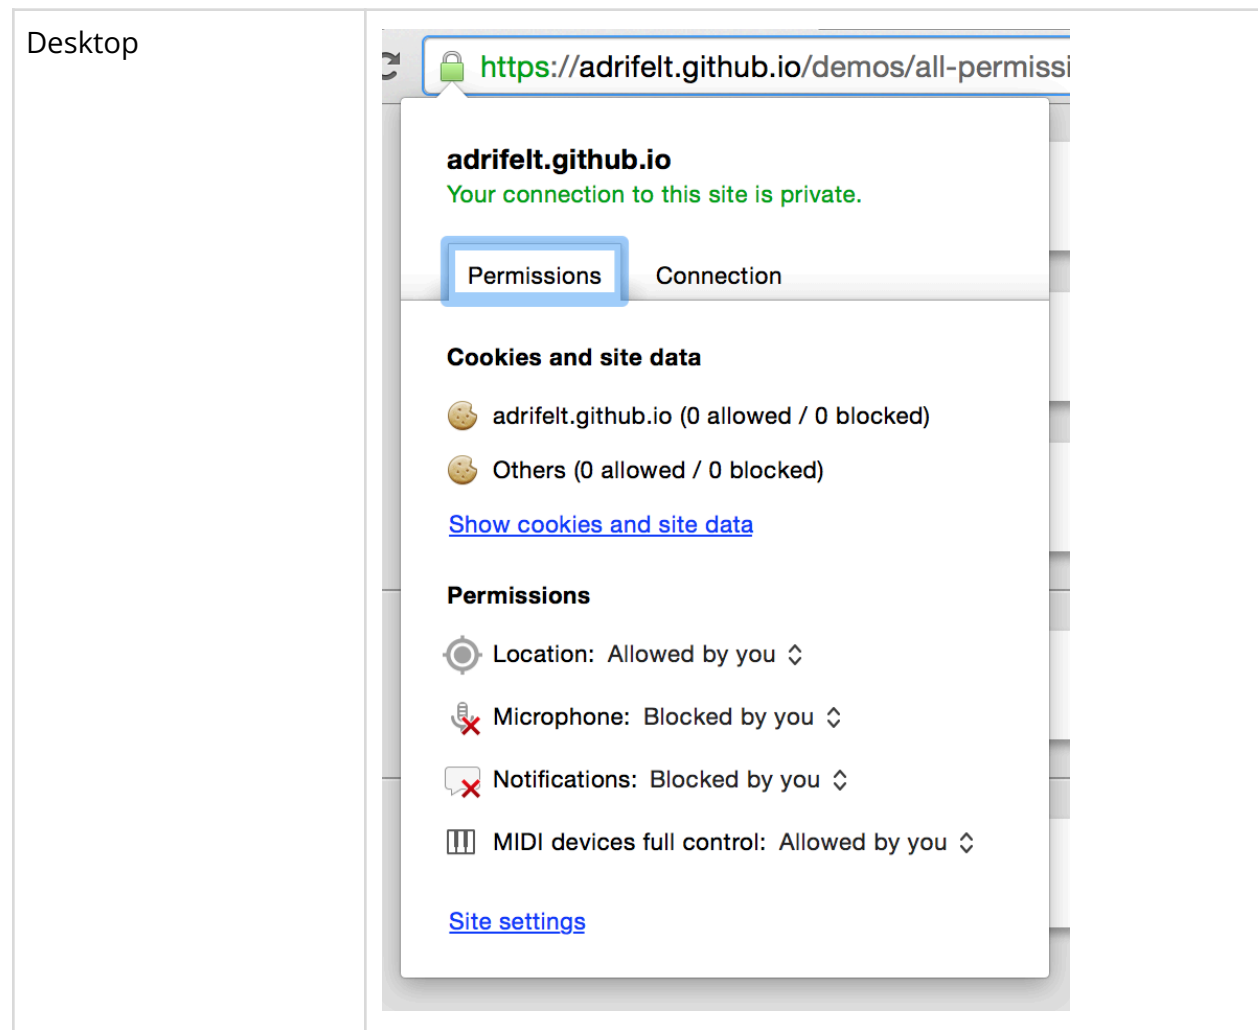 Desktop
https://adrifelt.github.io/demos/all-permissi
adrifelt.github.io
Your connection to this site is private.
Permissions Connection
Cookies and site data
adrifelt.github.io (0 allowed / 0 blocked)
Others (0 allowed / 0 blocked)
Show cookies and site data
Permissions
Location: Allowed by you
Microphone: Blocked by you
Notifications: Blocked by you
MIDI devices full control: Allowed by you
Site settings